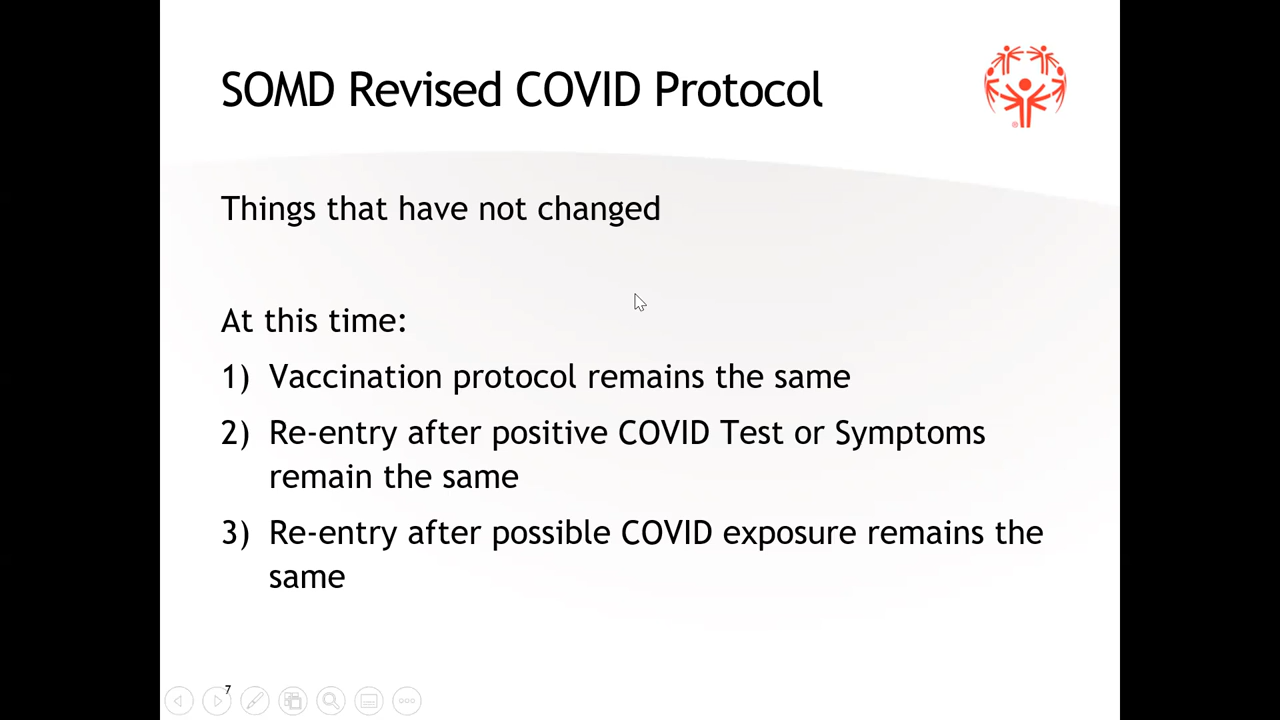 SOMD Revised COVID Protocol
®
Things that have not changed
At this time:
1) Vaccination protocol remains the same
2) Re-entry after positive COVID Test or Symptoms
remain the same
3) Re-entry after possible COVID exposure remains the
same
7